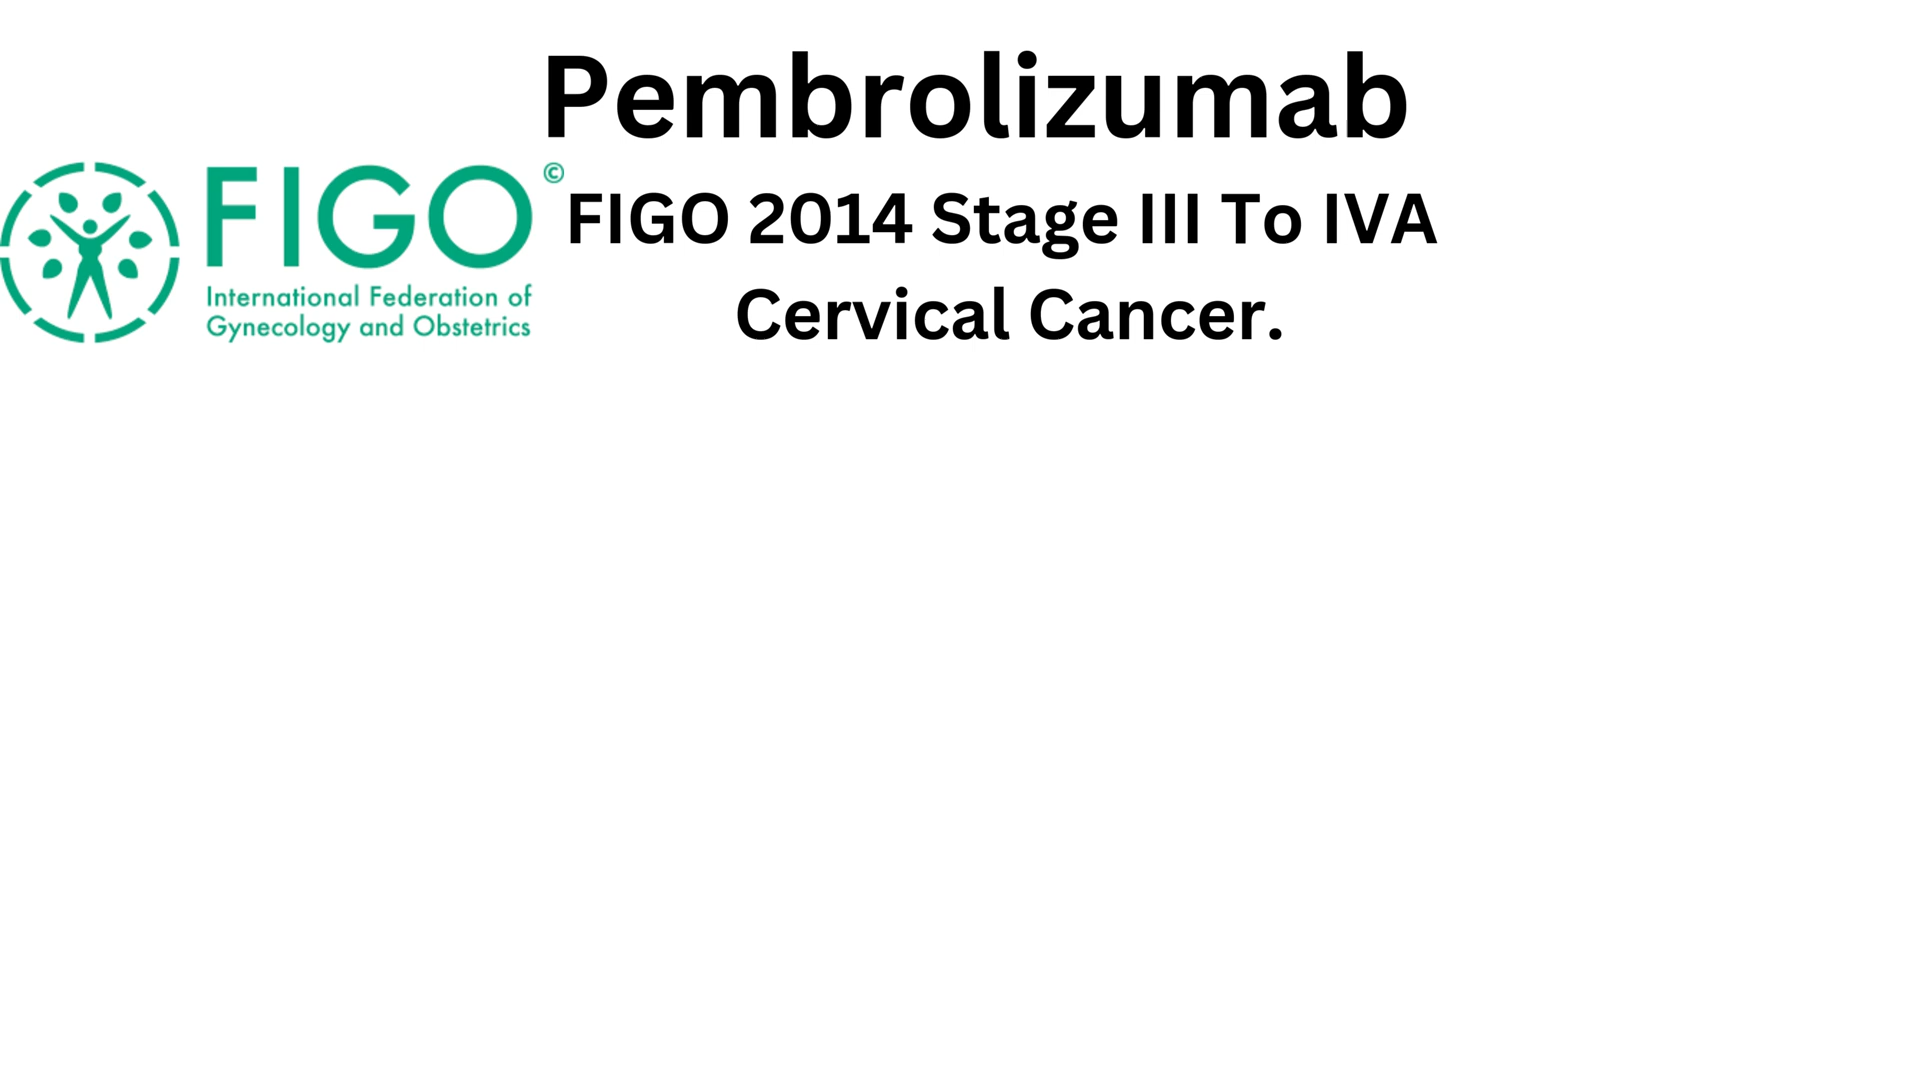 Pembrolizumab
FIGO©
International Federation of
Gynecology and Obstetrics
FIGO 2014 Stage III To IVA
Cervical Cancer.